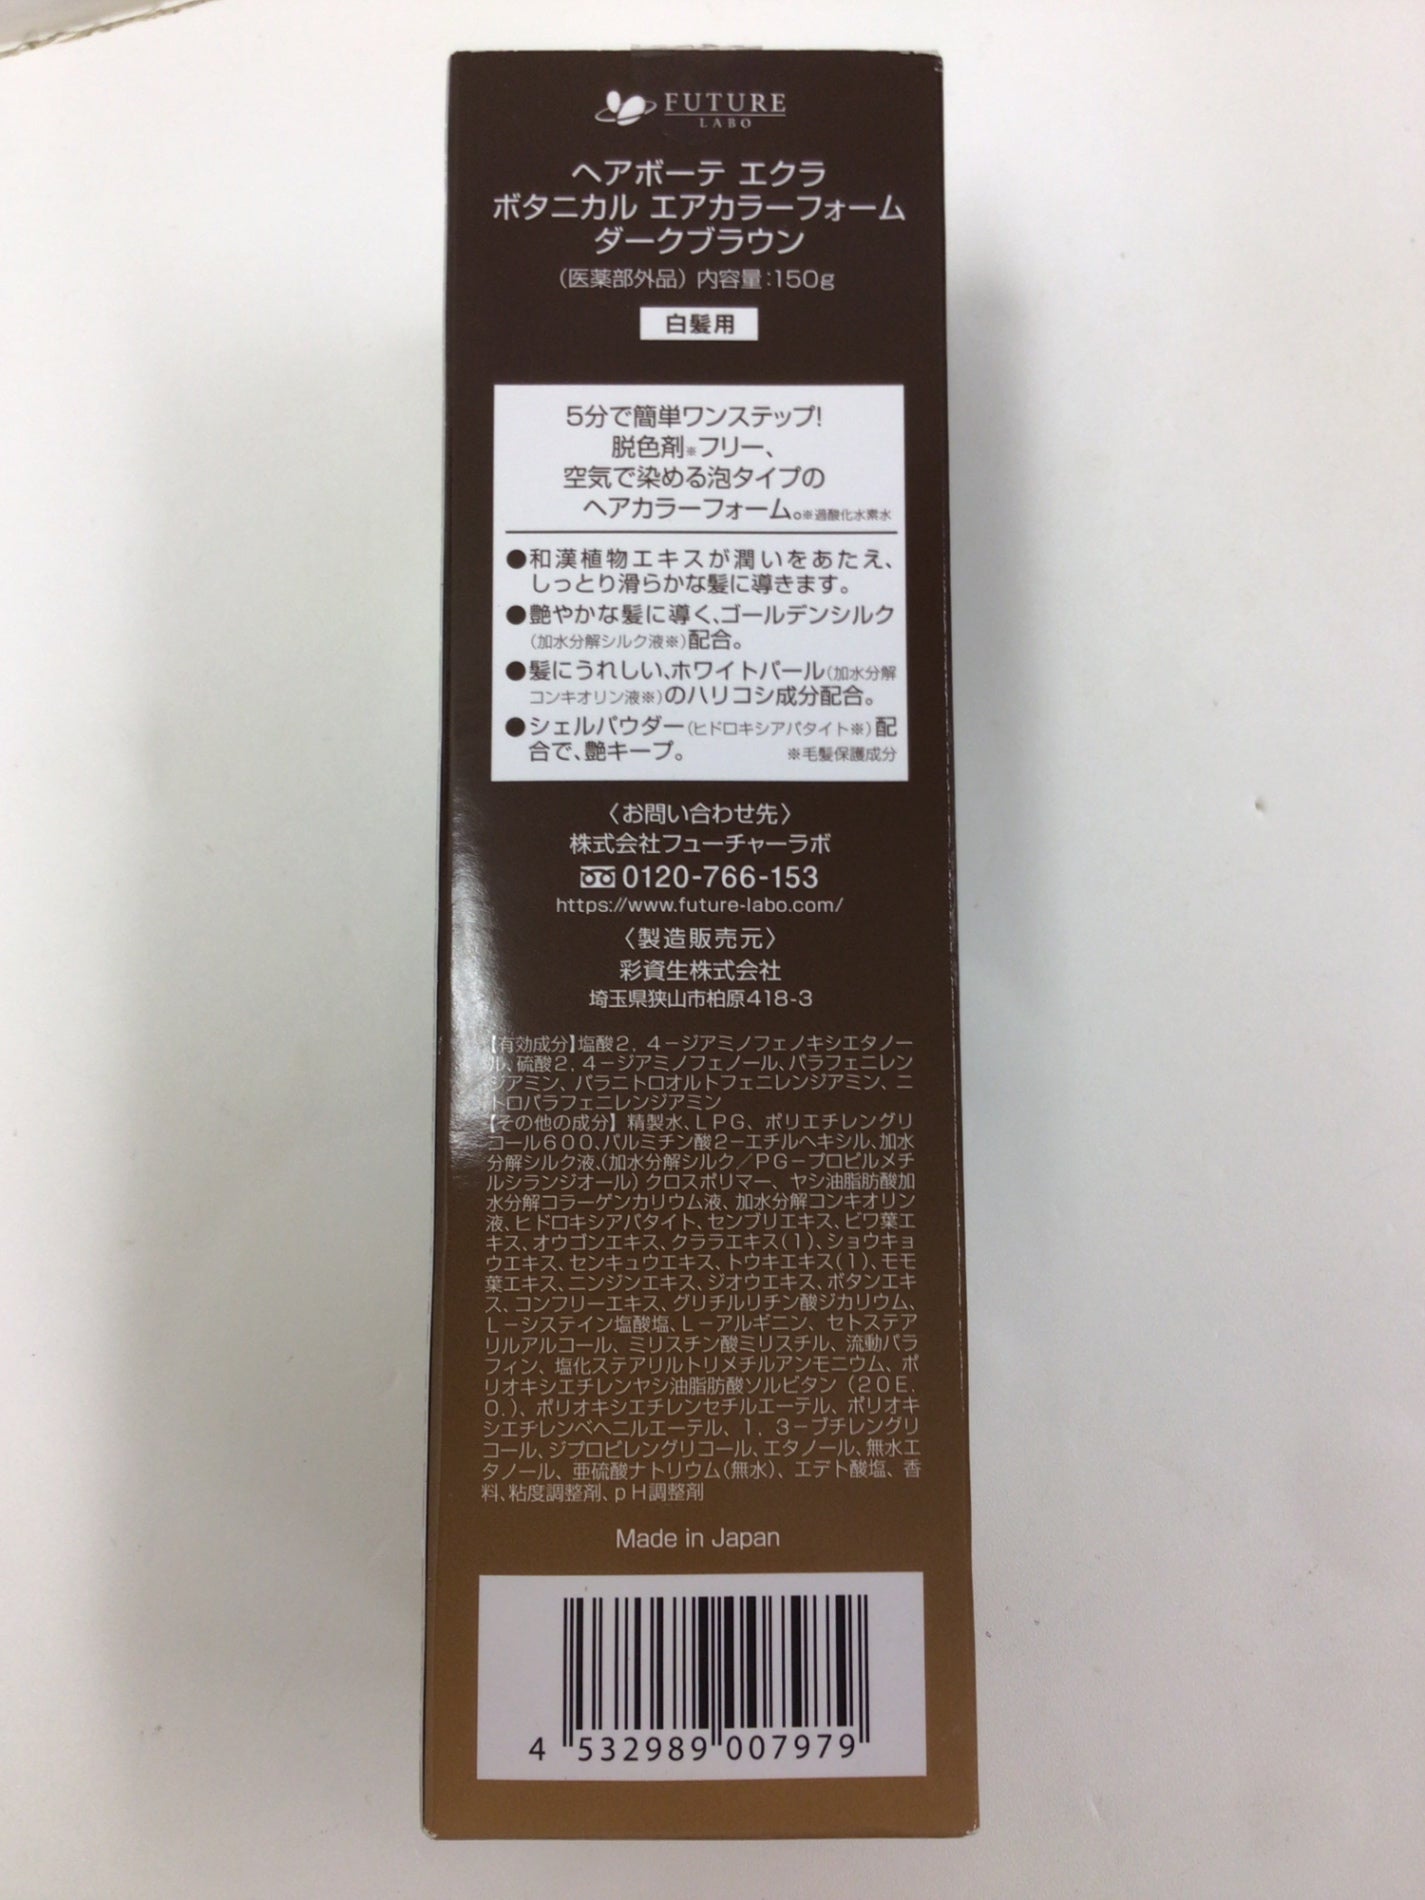 FUTURE
LABO
ヘアボーテ エクラ
ボタニカル エアカラーフォーム
ダークブラウン
（医薬部外品）内容量：150g
白髪用
5分で簡単ワンステップ！
脱色剤※フリー、
空気で染める泡タイプの
ヘアカラーフォーム。※過酸化水素水
●和漢植物エキスが潤いをあたえ、
しっとり滑らかな髪に導きます。
●艶やかな髪に導く、ゴールデンシルク
（加水分解シルク液※）配合。
●髪にうれしい、ホワイトパール（加水分解
コンキオリン液※）のハリコシ成分配合。
●シェルパウダー（ヒドロキシアパタイト※）配
合で、艶キープ。 ※毛髪保護成分
〈お問い合わせ先〉
株式会社フューチャーラボ
0120-766-153
https://www.future-labo.com/
〈製造販売元〉
彩資生株式会社
埼玉県狭山市柏原418-3
【有効成分】塩酸2，4－ジアミノフェノキシエタノー
ル、硫酸2，4－ジアミノフェノール、パラフェニレン
ジアミン、パラニトロオルトフェニレンジアミン、ニ
トロパラフェニレンジアミン
【その他の成分】精製水、LPG、ポリエチレングリ
コール600、パルミチン酸2－エチルヘキシル、加水
分解シルク液、（加水分解シルク／PG－プロピルメチ
ルシランジオール）クロスポリマー、ヤシ油脂肪酸加
水分解コラーゲンカリウム液、加水分解コンキオリン
液、ヒドロキシアパタイト、センブリエキス、ビワ葉エ
キス、オウゴンエキス、クララエキス（1）、ショウキョ
ウエキス、センキュウエキス、トウキエキス（1）、モモ
葉エキス、ニンジンエキス、ジオウエキス、ボタンエキ
ス、コンフリーエキス、グリチルリチン酸ジカリウム、
L－システイン塩酸塩、L－アルギニン、セトステア
リルアルコール、ミリスチン酸ミリスチル、流動パラ
フィン、塩化ステアリルトリメチルアンモニウム、ポ
リオキシエチレンヤシ油脂肪酸ソルビタン（20E.
O.）、ポリオキシエチレンセチルエーテル、ポリオキ
シエチレンベヘニルエーテル、1，3－ブチレングリ
コール、ジプロピレングリコール、エタノール、無水エ
タノール、亜硫酸ナトリウム（無水）、エデト酸塩、香
料、粘度調整剤、pH調整剤
Made in Japan
4 532989 007979